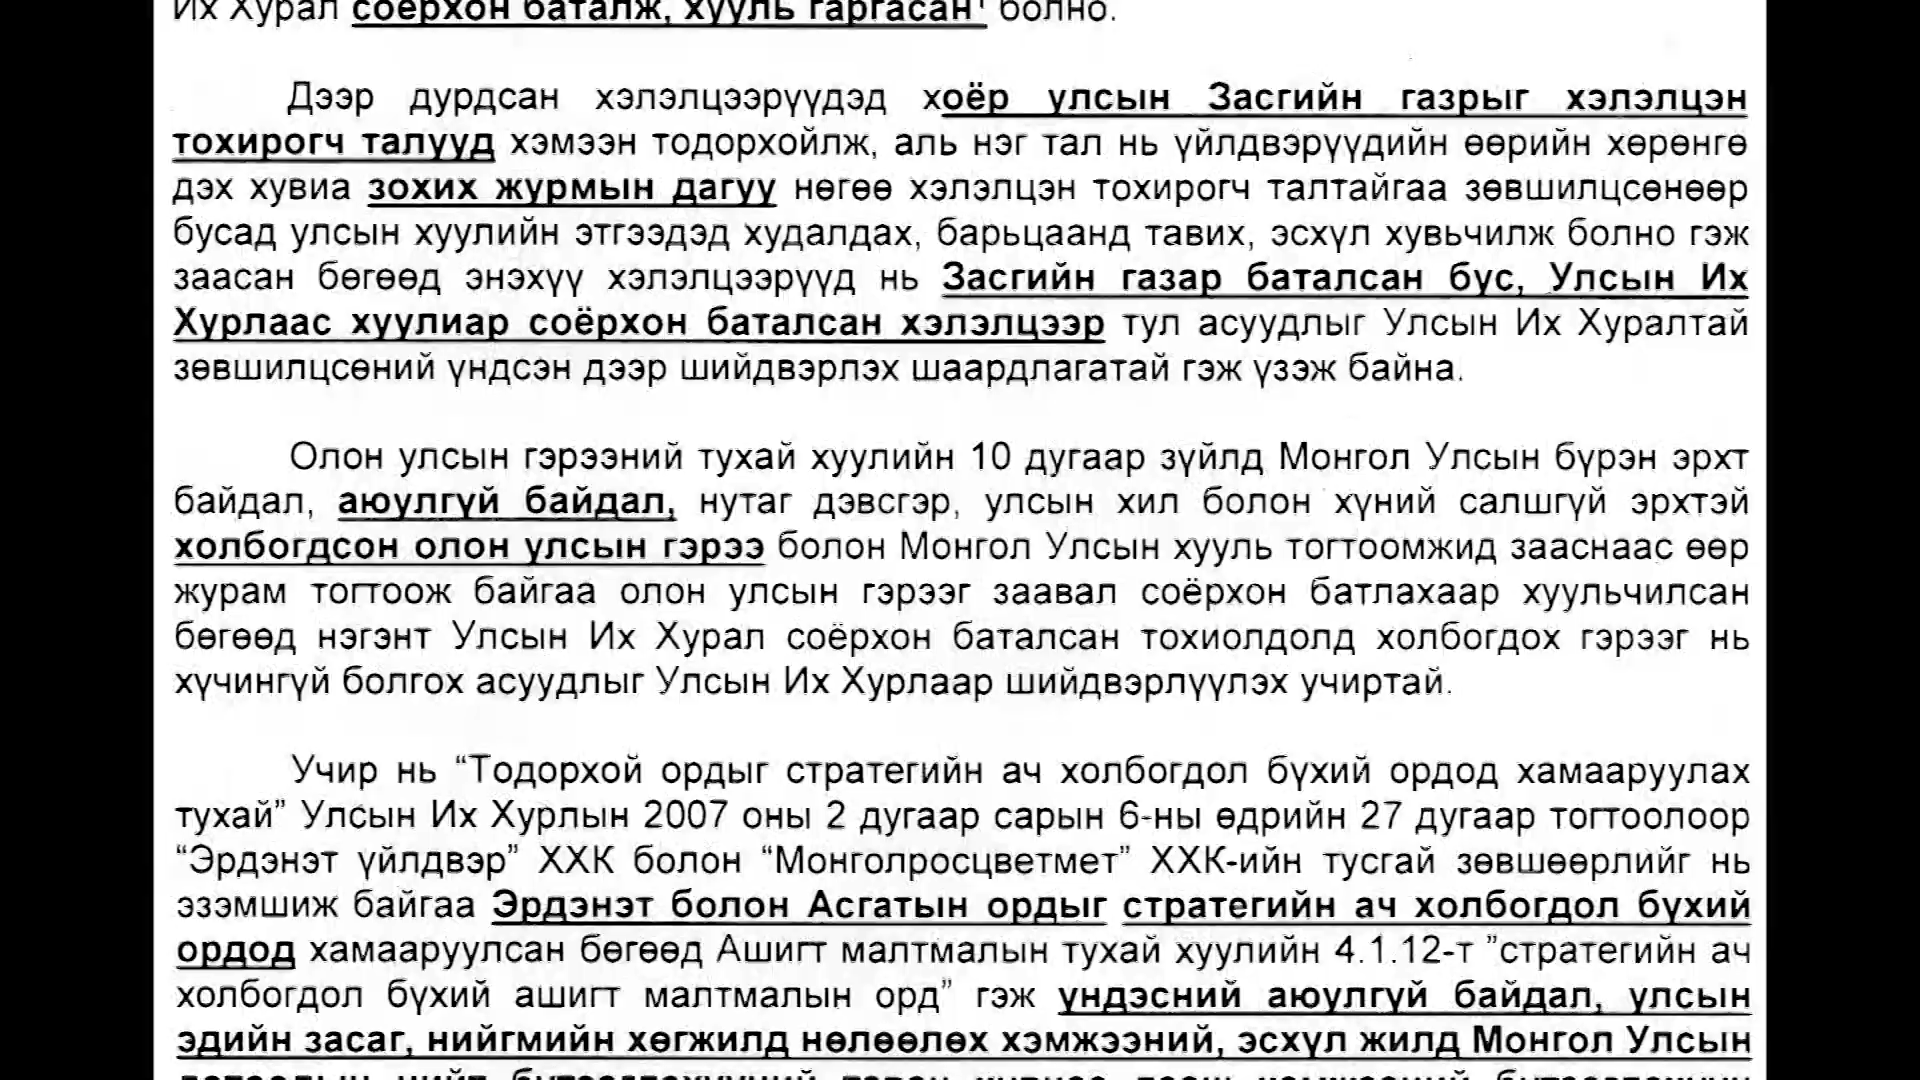 Их Хурал соёрхон баталж, хууль гаргасан¹ болно.
Дээр дурдсан хэлэлцээрүүдэд хоёр улсын Засгийн газрыг хэлэлцэн
тохирогч талууд хэмээн тодорхойлж, аль нэг тал нь үйлдвэрүүдийн өөрийн хөрөнгө
дэх хувиа зохих журмын дагуу нөгөө хэлэлцэн тохирогч талтайгаа зөвшилцсөнөөр
бусад улсын хуулийн этгээдэд худалдах, барьцаанд тавих, эсхүл хувьчилж болно гэж
заасан бөгөөд энэхүү хэлэлцээрүүд нь Засгийн газар баталсан бус, Улсын Их
Хурлаас хуулиар соёрхон баталсан хэлэлцээр тул асуудлыг Улсын Их Хуралтай
зөвшилцсөний үндсэн дээр шийдвэрлэх шаардлагатай гэж үзэж байна.
Олон улсын гэрээний тухай хуулийн 10 дугаар зүйлд Монгол Улсын бүрэн эрхт
байдал, аюулгүй байдал, нутаг дэвсгэр, улсын хил болон хүний салшгүй эрхтэй
холбогдсон олон улсын гэрээ болон Монгол Улсын хууль тогтоомжид зааснаас өөр
журам тогтоож байгаа олон улсын гэрээг заавал соёрхон батлахаар хуульчилсан
бөгөөд нэгэнт Улсын Их Хурал соёрхон баталсан тохиолдолд холбогдох гэрээг нь
хүчингүй болгох асуудлыг Улсын Их Хурлаар шийдвэрлүүлэх учиртай.
Учир нь “Тодорхой ордыг стратегийн ач холбогдол бүхий ордод хамааруулах
тухай” Улсын Их Хурлын 2007 оны 2 дугаар сарын 6-ны өдрийн 27 дугаар тогтоолоор
“Эрдэнэт үйлдвэр” ХХК болон “Монголросцветмет” ХХК-ийн тусгай зөвшөөрлийг нь
эзэмшиж байгаа Эрдэнэт болон Асгатын ордыг стратегийн ач холбогдол бүхий
ордод хамааруулсан бөгөөд Ашигт малтмалын тухай хуулийн 4.1.12-т ”стратегийн ач
холбогдол бүхий ашигт малтмалын орд” гэж үндэсний аюулгүй байдал, улсын
эдийн засаг, нийгмийн хөгжилд нөлөөлөх хэмжээний, эсхүл жилд Монгол Улсын